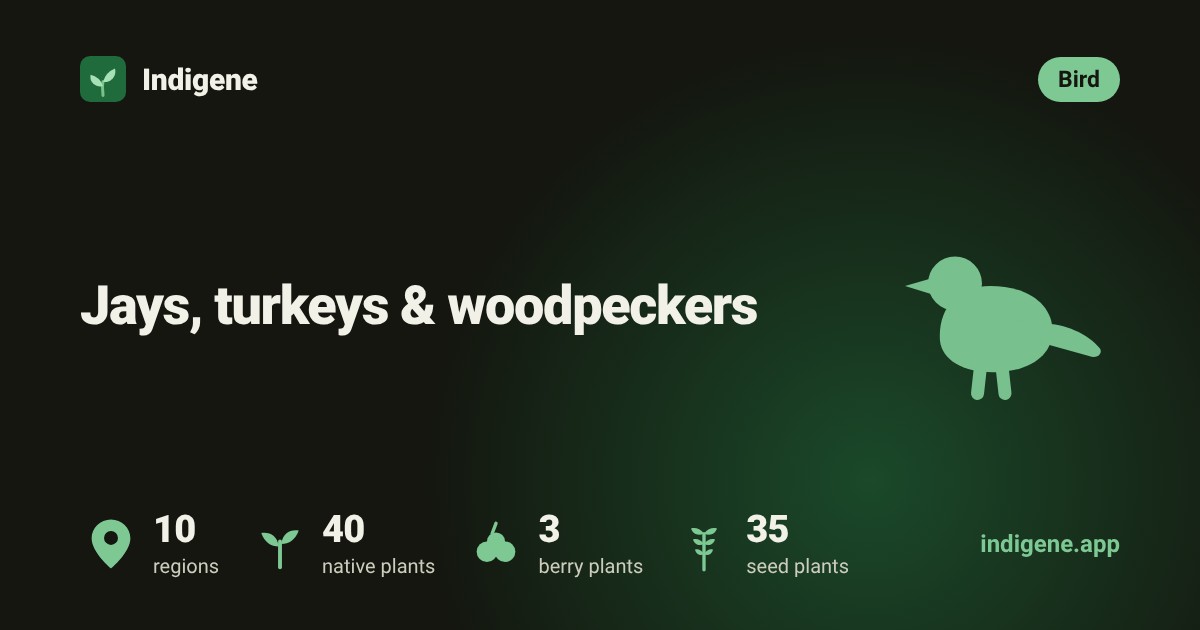 Indigene
Bird
Jays, turkeys & woodpeckers
10
regions
40
native plants
3
berry plants
35
seed plants
indigene.app